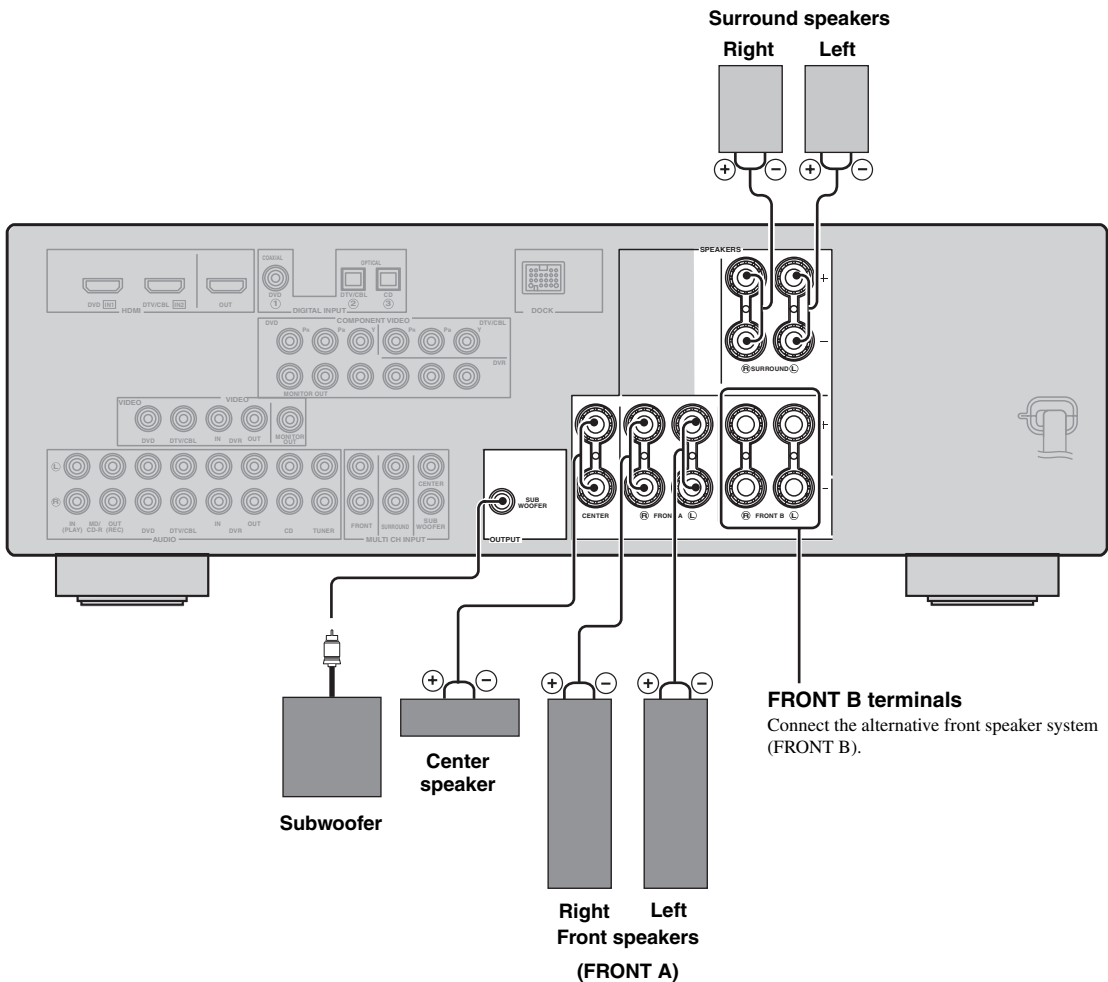 Surround speakers
Right Left
+ − + −
SPEAKERS
COAXIAL
OPTICAL
DVD IN1 DTV/CBL IN2 OUT
HDMI
DVD DTV/CBL CD
1 2 3
DIGITAL INPUT
DOCK
COMPONENT VIDEO
DVD PR PB Y PR PB Y DTV/CBL
DVR
MONITOR OUT
+
−
R SURROUND L
VIDEO VIDEO
DVD DTV/CBL IN DVR OUT MONITOR OUT
L
R
IN (PLAY) MD/CD-R OUT (REC) DVD DTV/CBL IN DVR OUT CD TUNER
AUDIO
CENTER
FRONT SURROUND SUB WOOFER
MULTI CH INPUT
SUB WOOFER
OUTPUT
+
−
CENTER R FRONT A L R FRONT B L
+ − + − + −
FRONT B terminals
Connect the alternative front speaker system
(FRONT B).
Center
speaker
Subwoofer
Right Left
Front speakers
(FRONT A)